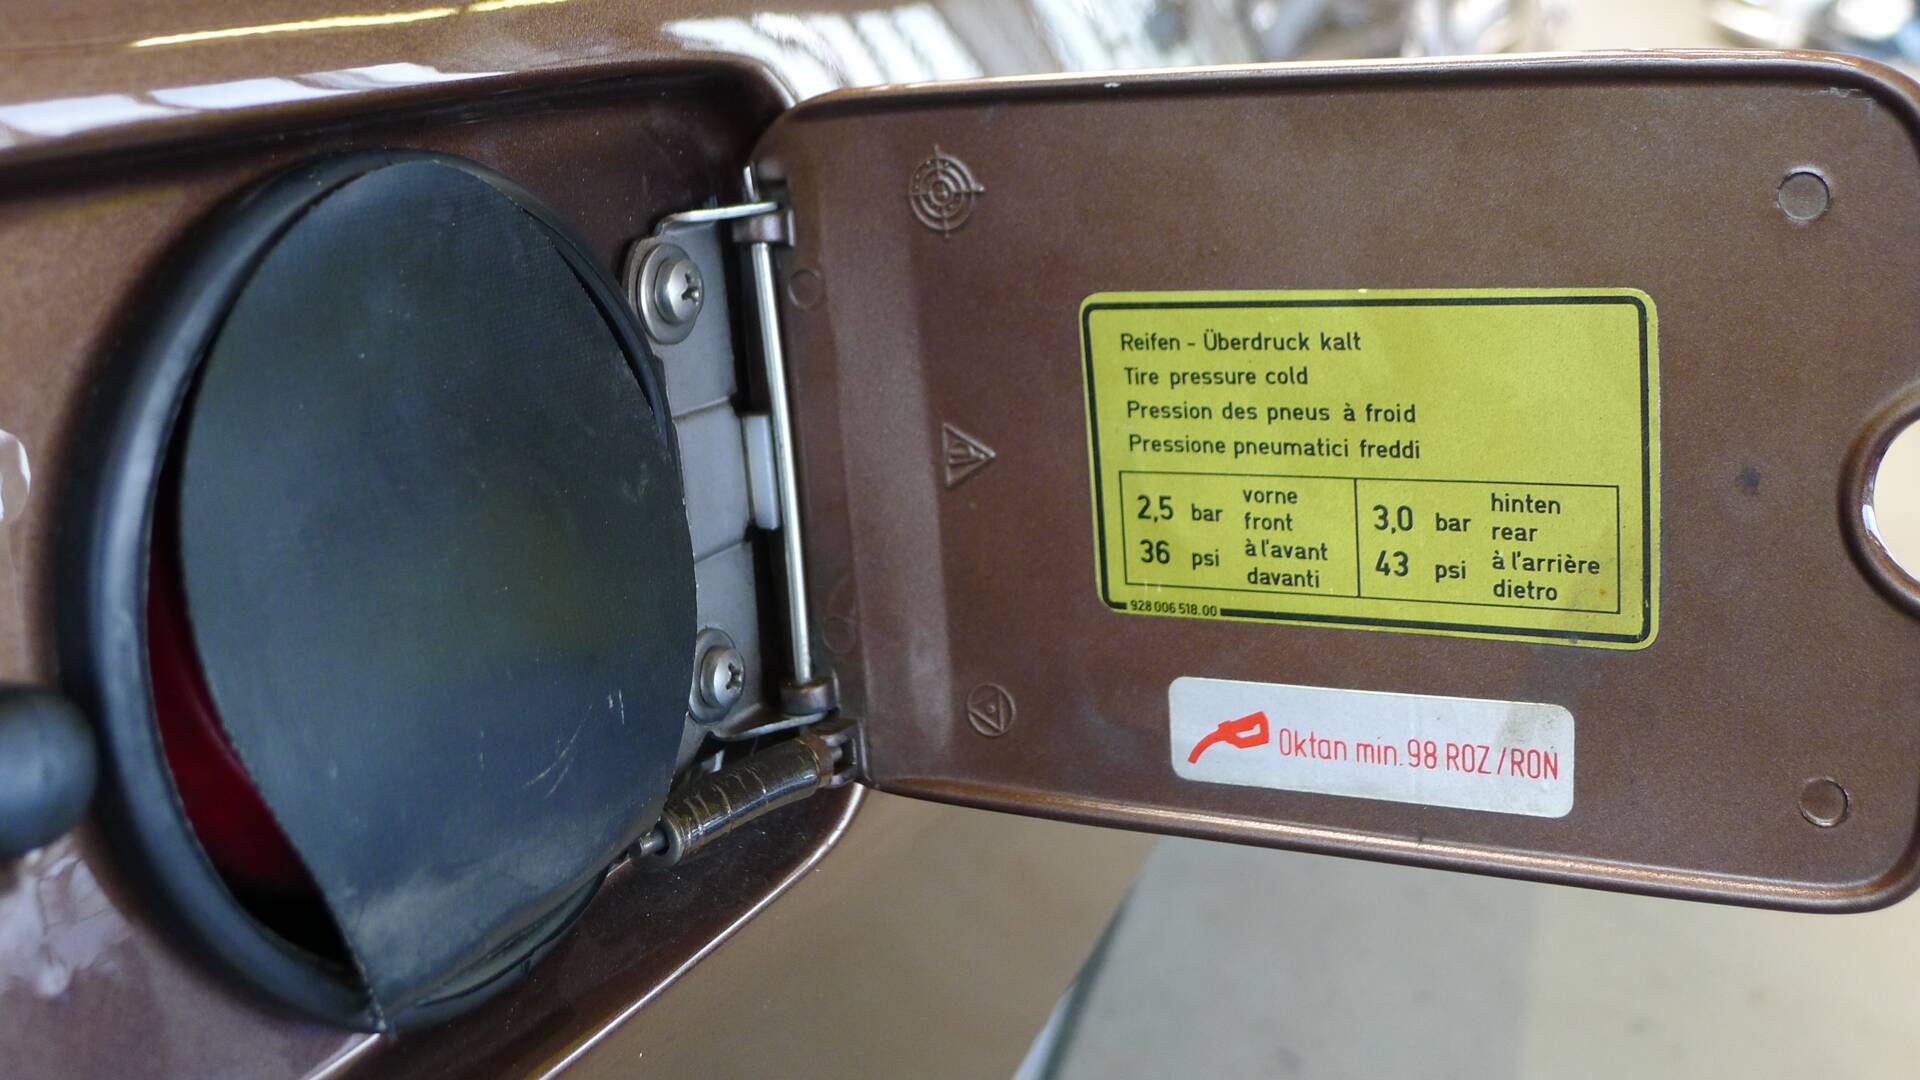 Reifen - Überdruck kalt
Tire pressure cold
Pression des pneus à froid
Pressione pneumatici freddi
2,5 bar
36 psi
vorne
front
à l'avant
davanti
3,0 bar
43 psi
hinten
rear
à l'arrière
dietro
928 006 518.00
Oktan min. 98 ROZ/RON